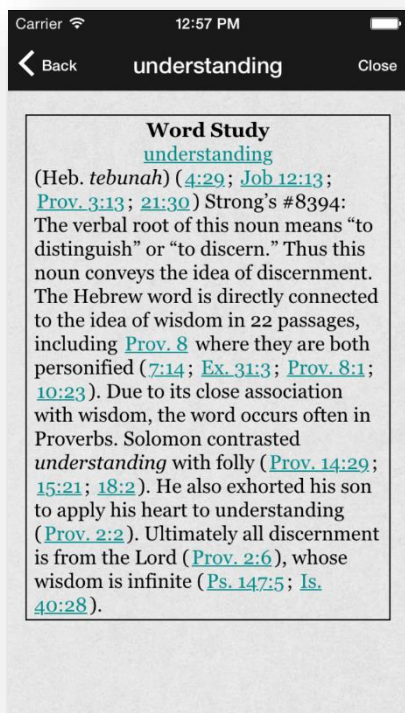 Carrier 12:57 PM
Back understanding Close
Word Study
understanding
(Heb. tebunah) (4:29; Job 12:13;
Prov. 3:13; 21:30) Strong's #8394:
The verbal root of this noun means “to
distinguish” or “to discern.” Thus this
noun conveys the idea of discernment.
The Hebrew word is directly connected
to the idea of wisdom in 22 passages,
including Prov. 8 where they are both
personified (7:14; Ex. 31:3; Prov. 8:1;
10:23). Due to its close association
with wisdom, the word occurs often in
Proverbs. Solomon contrasted
understanding with folly (Prov. 14:29;
15:21; 18:2). He also exhorted his son
to apply his heart to understanding
(Prov. 2:2). Ultimately all discernment
is from the Lord (Prov. 2:6), whose
wisdom is infinite (Ps. 147:5; Is.
40:28).